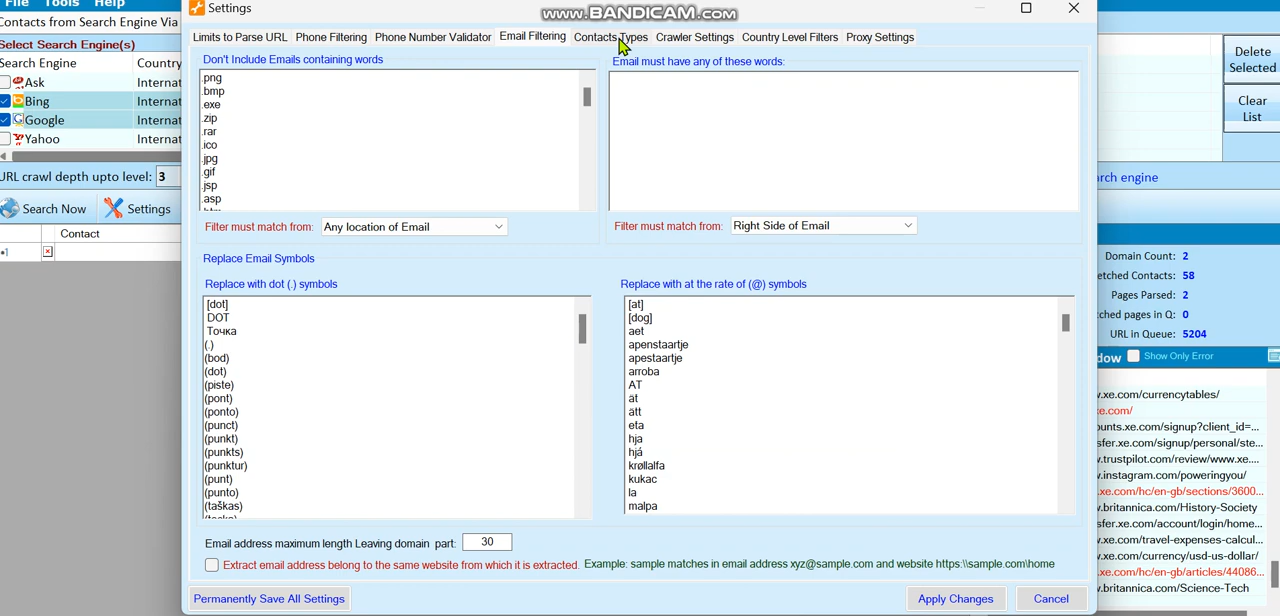 File Tools Help
www.BANDICAM.com
Settings
Contacts from Search Engine Via
Select Search Engine(s)
Search Engine Country
Ask Interna
Bing Interna
Google Interna
Yahoo Interna
URL crawl depth upto level: 3
Search Now Settings
Contact
Limits to Parse URL Phone Filtering Phone Number Validator Email Filtering Contacts Types Crawler Settings Country Level Filters Proxy Settings
Don't Include Emails containing words
.png
.bmp
.exe
.zip
.rar
.ico
.jpg
.gif
.jsp
.asp
Filter must match from: Any location of Email
Email must have any of these words:
Filter must match from: Right Side of Email
Replace Email Symbols
Replace with dot (.) symbols
[dot]
DOT
Точка
(.)
(bod)
(dot)
(piste)
(pont)
(ponto)
(punct)
(punkt)
(punkts)
(punktur)
(punt)
(punto)
(taškas)
Replace with at the rate of (@) symbols
[at]
[dog]
aet
apenstaartje
apestaartje
arroba
AT
at
att
eta
hja
hjá
krøllalfa
kukac
la
malpa
Email address maximum length Leaving domain part: 30
Extract email address belong to the same website from which it is extracted. Example: sample matches in email address xyz@sample.com and website https:\\sample.com\home
Permanently Save All Settings
Apply Changes Cancel
Delete
Selected
Clear
List
rch engine
Domain Count: 2
etched Contacts: 58
Pages Parsed: 2
ched pages in Q: 0
URL in Queue: 5204
dow Show Only Error
v.xe.com/currencytables/
xe.com/
ounts.xe.com/signup?client_id=...
sfer.xe.com/signup/personal/ste...
v.trustpilot.com/review/www.xe....
v.instagram.com/poweringyou/
.xe.com/hc/en-gb/sections/3600...
v.britannica.com/History-Society
sfer.xe.com/account/login/home...
v.xe.com/travel-expenses-calcul...
v.xe.com/currency/usd-us-dollar/
.xe.com/hc/en-gb/articles/44086...
v.britannica.com/Science-Tech